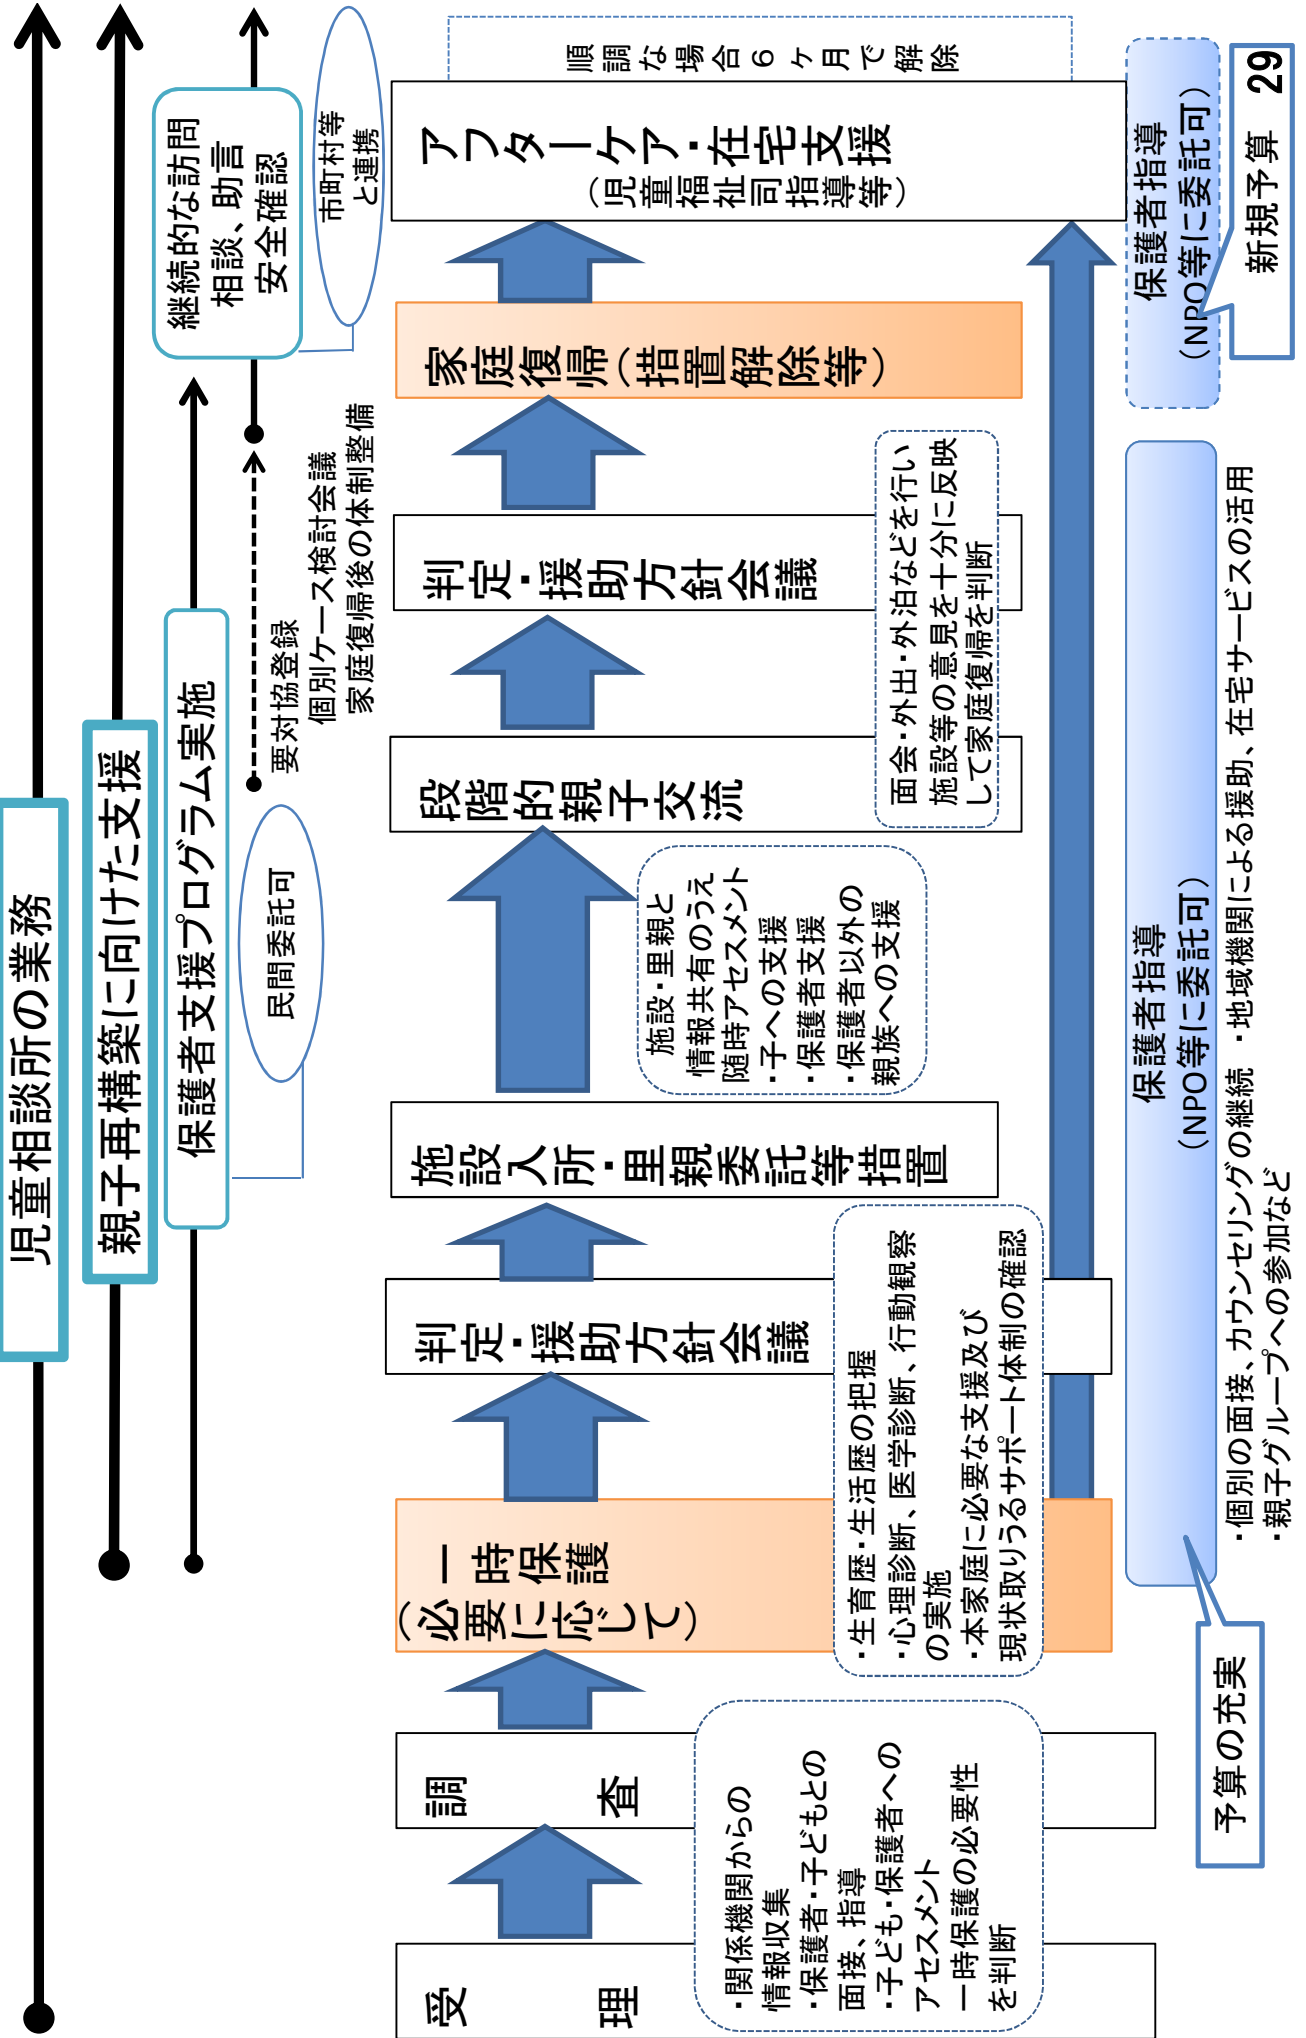 児童相談所の業務
親子再構築に向けた支援
保護者支援プログラム実施
民間委託可
要対協登録
個別ケース検討会議
家庭復帰後の体制整備
継続的な訪問
相談、助言
安全確認
市町村等
と連携
受理
調査
一時保護
(必要に応じて)
判定・援助方針会議
施設入所・里親委託等措置
段階的親子交流
判定・援助方針会議
家庭復帰(措置解除等)
アフターケア・在宅支援
(児童福祉司指導等)
順調な場合6ヶ月で解除
・関係機関からの
情報収集
・保護者・子どもとの
面接、指導
・子ども・保護者への
アセスメント
一時保護の必要性
を判断
・生育歴・生活歴の把握
・心理診断、医学診断、行動観察
の実施
・本家庭に必要な支援及び
現状取りうるサポート体制の確認
施設・里親と
情報共有のうえ
随時アセスメント
・子への支援
・保護者支援
・保護者以外の
親族への支援
面会・外出・外泊などを行い
施設等の意見を十分に反映
して家庭復帰を判断
保護者指導
(NPO等に委託可)
保護者指導
(NPO等に委託可)
予算の充実
・個別の面接、カウンセリングの継続 ・地域機関による援助、在宅サービスの活用
・親子グループへの参加など
新規予算
29